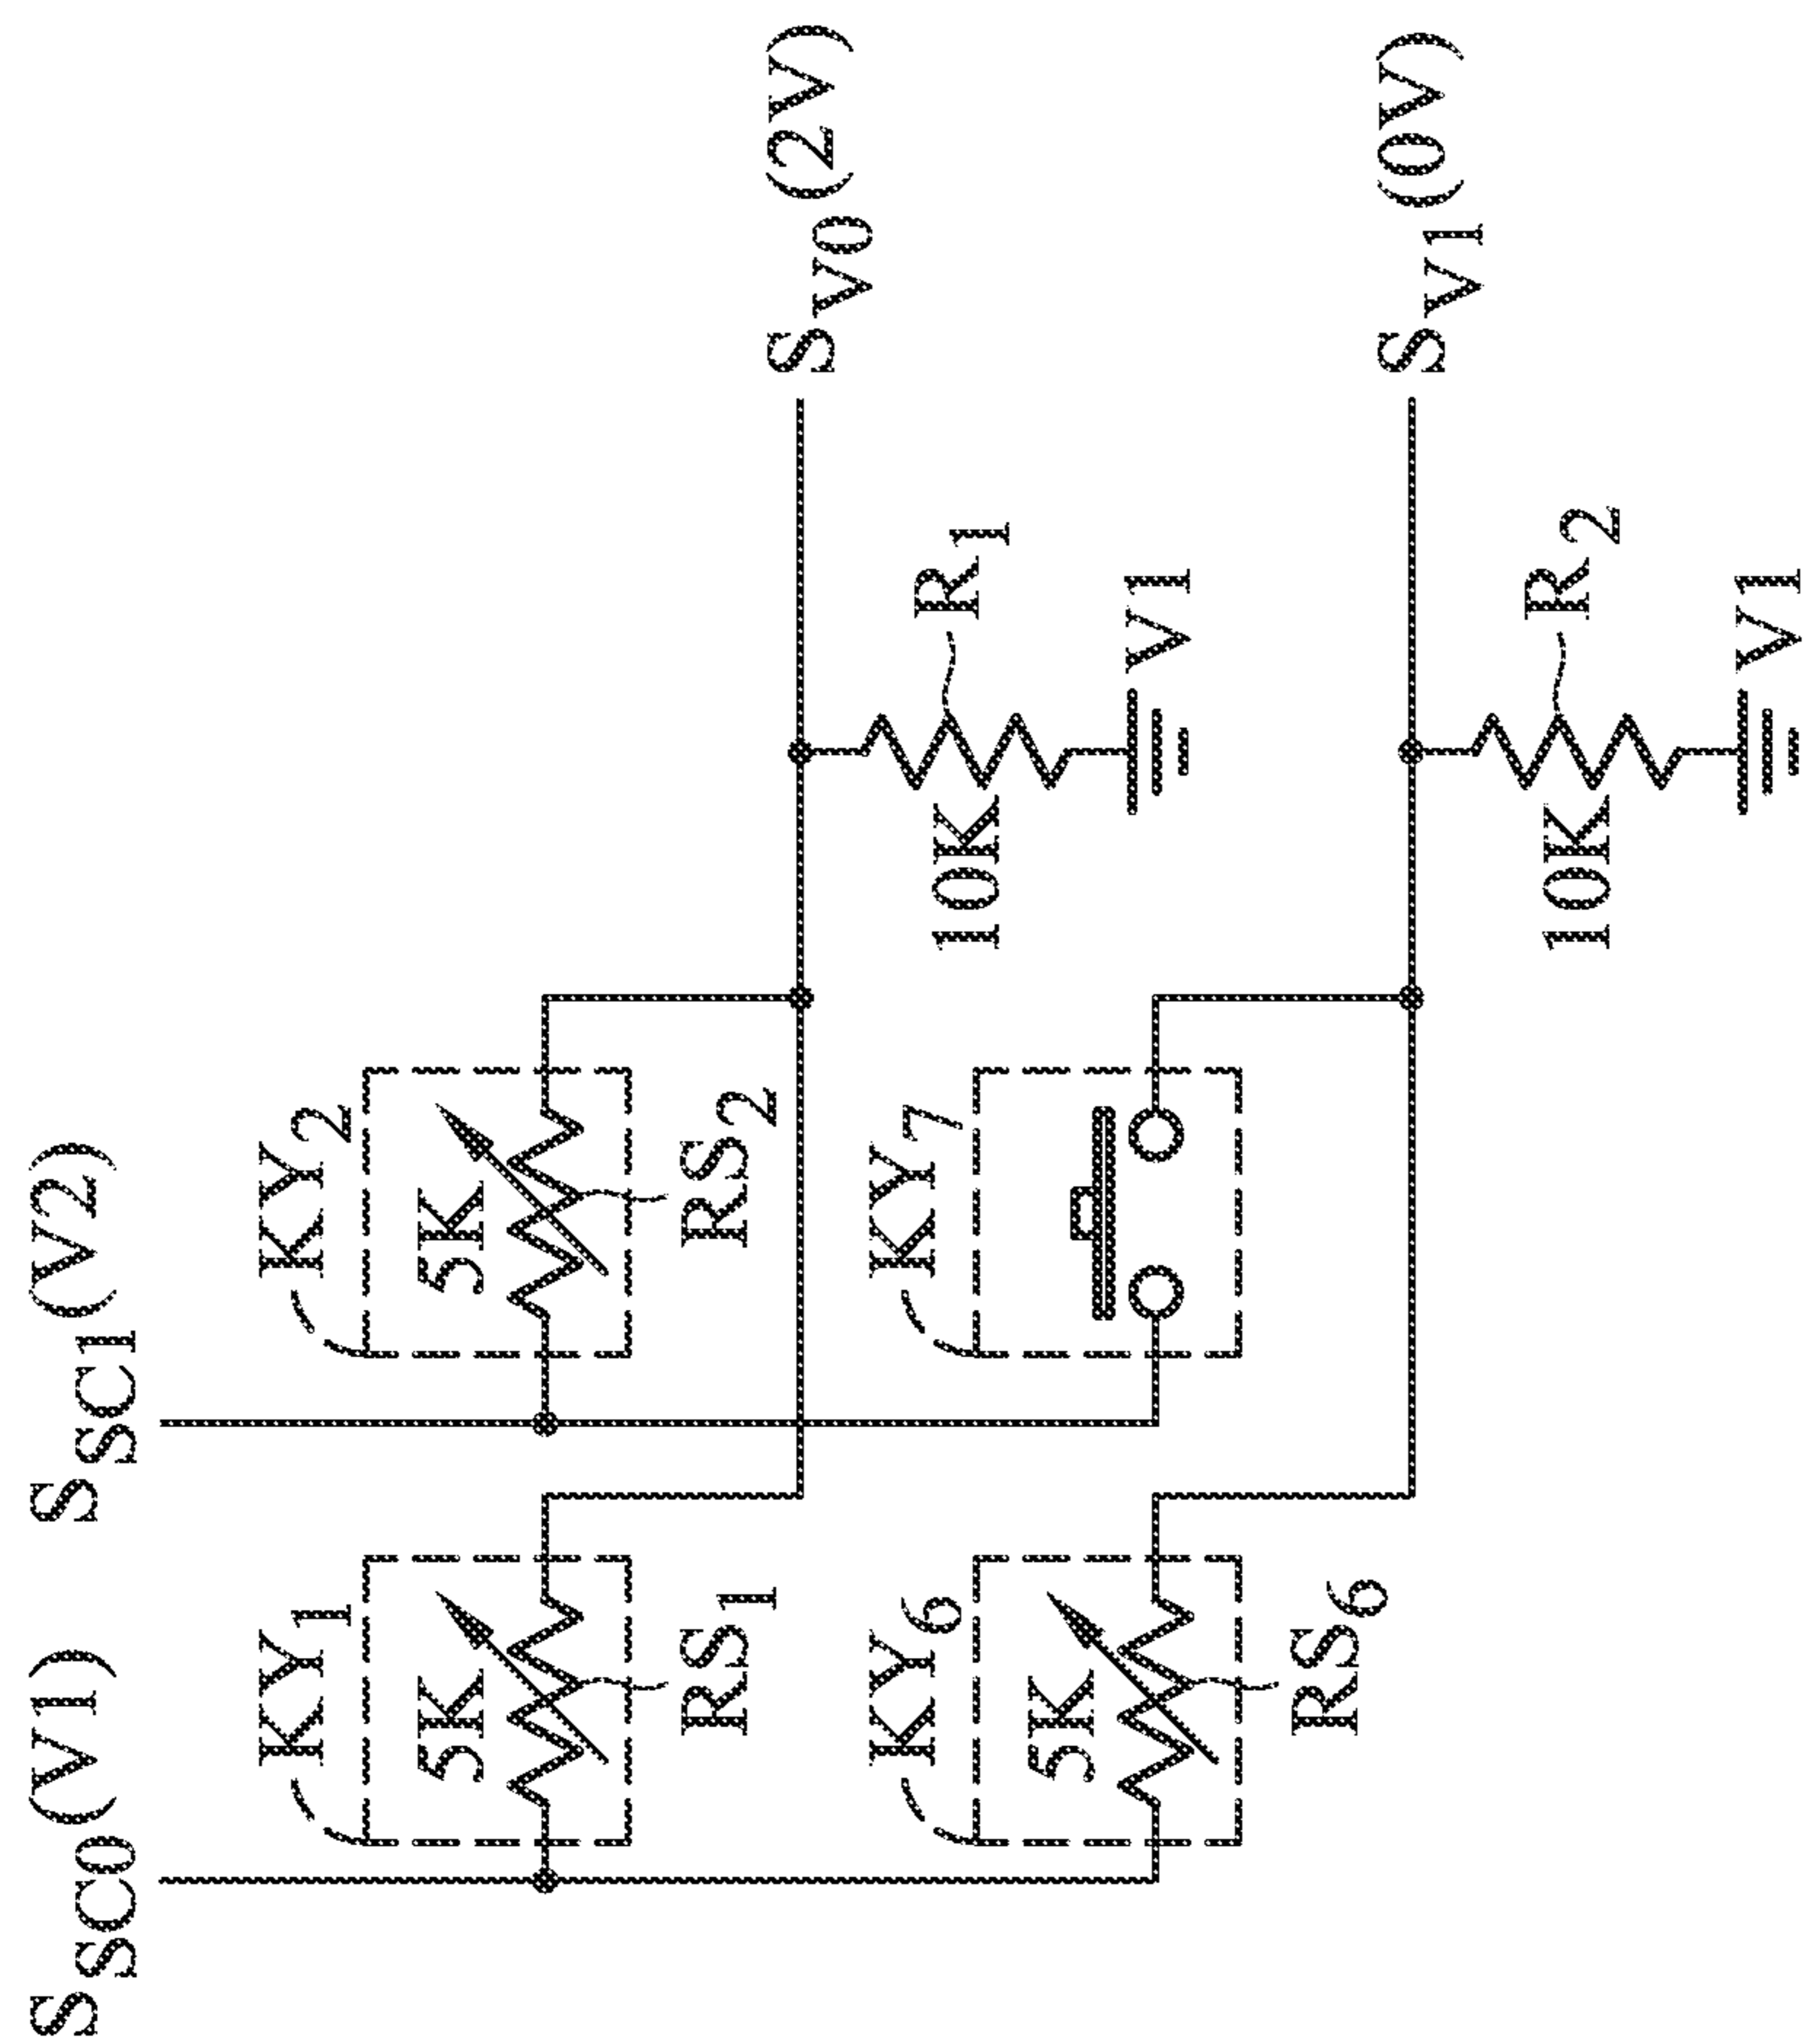 S_SC0(V1)
S_SC1(V2)
KY_1
5K
RS_1
KY_2
5K
RS_2
S_V0(2V)
10K
R_1
V1
KY_6
5K
RS_6
KY_7
S_V1(0V)
10K
R_2
V1